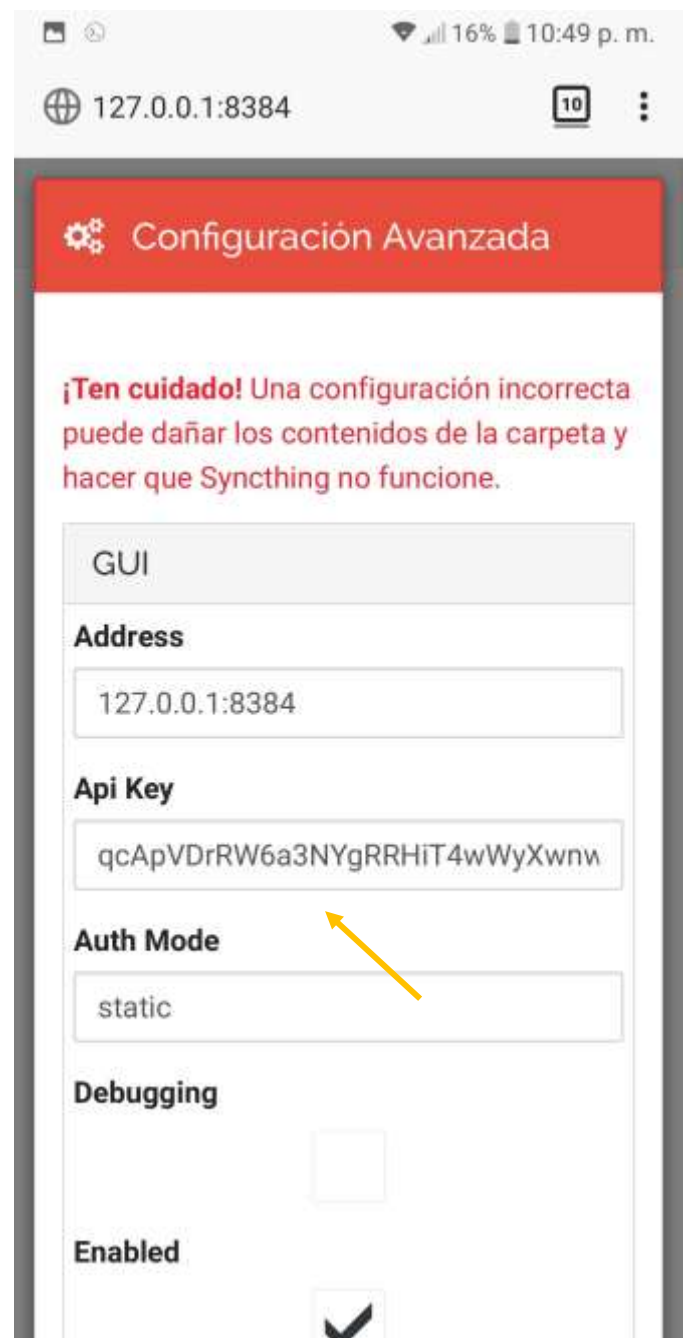 16% 10:49 p. m.
127.0.0.1:8384
10
Configuración Avanzada
¡Ten cuidado! Una configuración incorrecta
puede dañar los contenidos de la carpeta y
hacer que Syncthing no funcione.
GUI
Address
127.0.0.1:8384
Api Key
qcApVDrRW6a3NYgRRHiT4wWyXwnw
Auth Mode
static
Debugging
Enabled